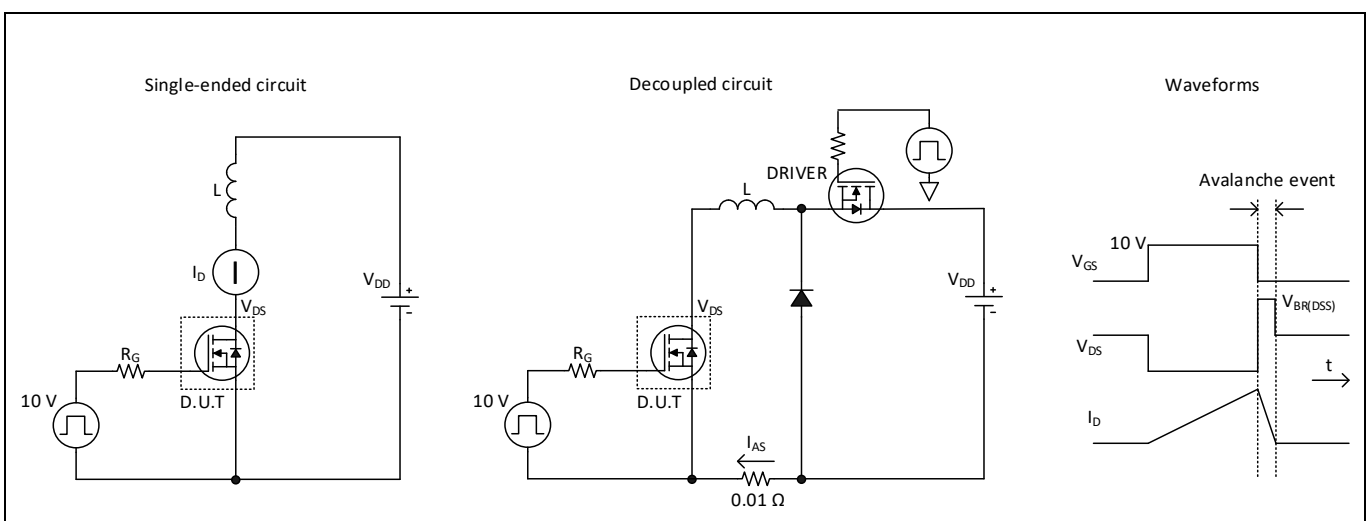 Single-ended circuit
L
I_D
V_DD
+
-
V_DS
R_G
10 V
D.U.T
Decoupled circuit
DRIVER
L
V_DD
+
-
V_DS
R_G
10 V
D.U.T
I_AS
0.01 Ω
Waveforms
Avalanche event
10 V
V_GS
V_BR(DSS)
V_DS
t
I_D